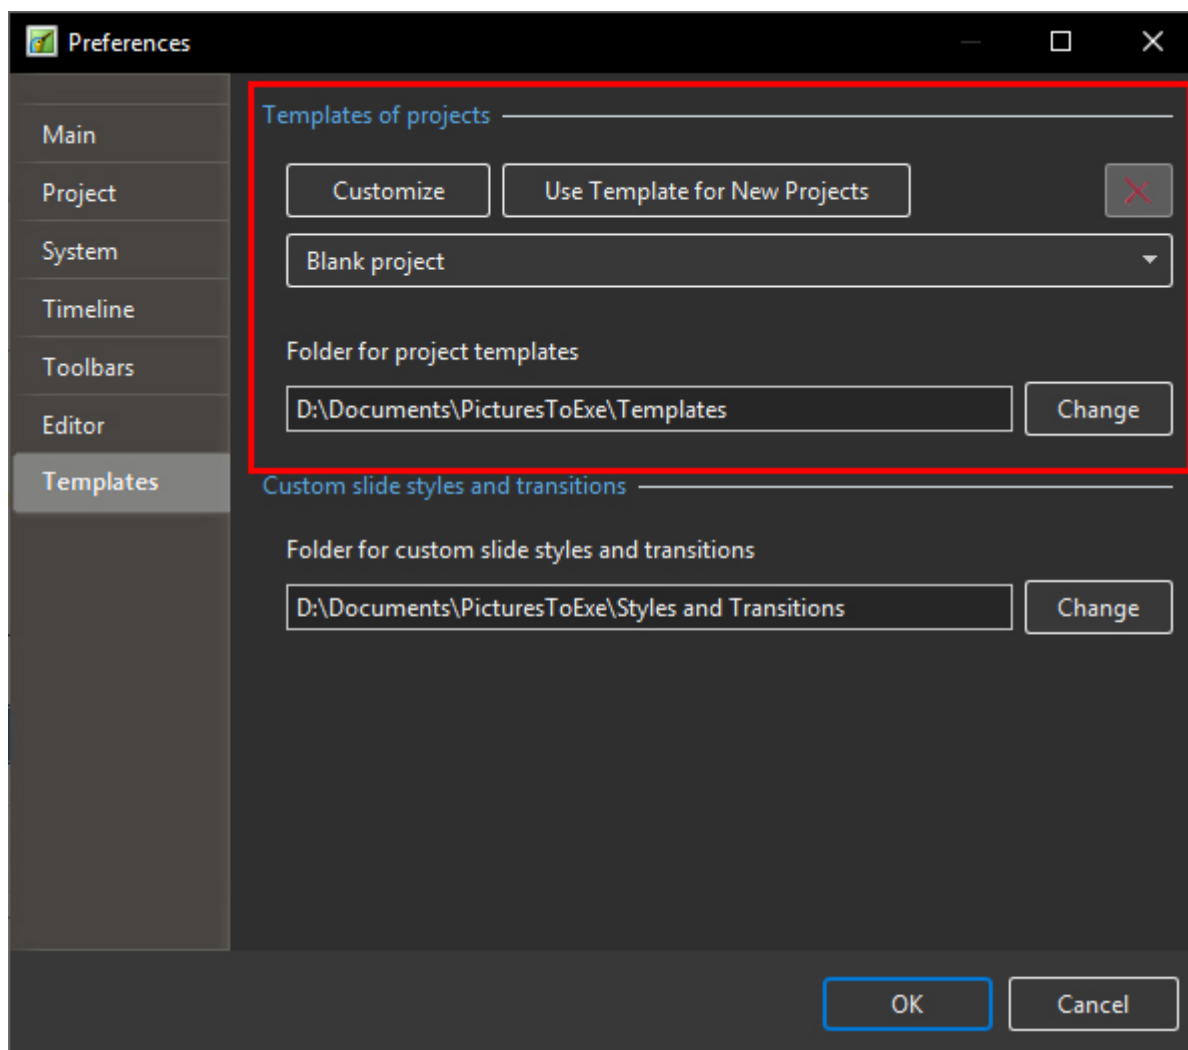 Preferences
Main
Project
System
Timeline
Toolbars
Editor
Templates
Templates of projects
Customize
Use Template for New Projects
Blank project
Folder for project templates
D:\Documents\PicturesToExe\Templates
Change
Custom slide styles and transitions
Folder for custom slide styles and transitions
D:\Documents\PicturesToExe\Styles and Transitions
Change
OK
Cancel